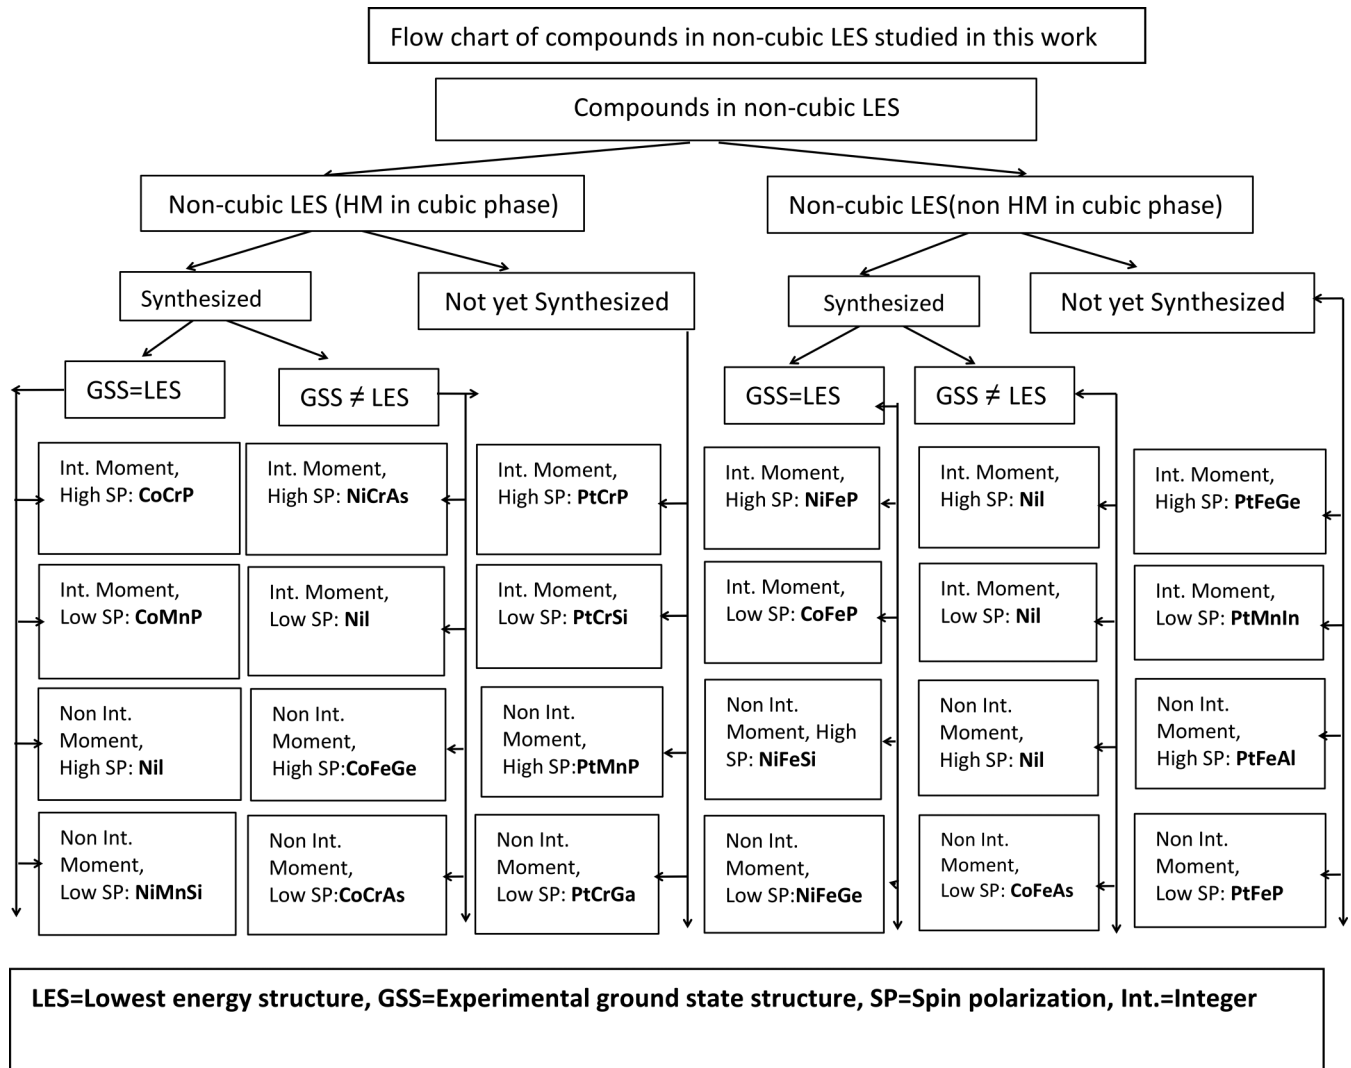 Flow chart of compounds in non-cubic LES studied in this work
Compounds in non-cubic LES
Non-cubic LES (HM in cubic phase)
Non-cubic LES(non HM in cubic phase)
Synthesized
Not yet Synthesized
Synthesized
Not yet Synthesized
GSS=LES
GSS ≠ LES
GSS=LES
GSS ≠ LES
Int. Moment,
High SP: CoCrP
Int. Moment,
High SP: NiCrAs
Int. Moment,
High SP: PtCrP
Int. Moment,
High SP: NiFeP
Int. Moment,
High SP: Nil
Int. Moment,
High SP: PtFeGe
Int. Moment,
Low SP: CoMnP
Int. Moment,
Low SP: Nil
Int. Moment,
Low SP: PtCrSi
Int. Moment,
Low SP: CoFeP
Int. Moment,
Low SP: Nil
Int. Moment,
Low SP: PtMnIn
Non Int.
Moment,
High SP: Nil
Non Int.
Moment,
High SP:CoFeGe
Non Int.
Moment,
High SP:PtMnP
Non Int.
Moment, High
SP: NiFeSi
Non Int.
Moment,
High SP: Nil
Non Int.
Moment,
High SP: PtFeAl
Non Int.
Moment,
Low SP: NiMnSi
Non Int.
Moment,
Low SP:CoCrAs
Non Int.
Moment,
Low SP: PtCrGa
Non Int.
Moment,
Low SP:NiFeGe
Non Int.
Moment,
Low SP: CoFeAs
Non Int.
Moment,
Low SP: PtFeP
LES=Lowest energy structure, GSS=Experimental ground state structure, SP=Spin polarization, Int.=Integer